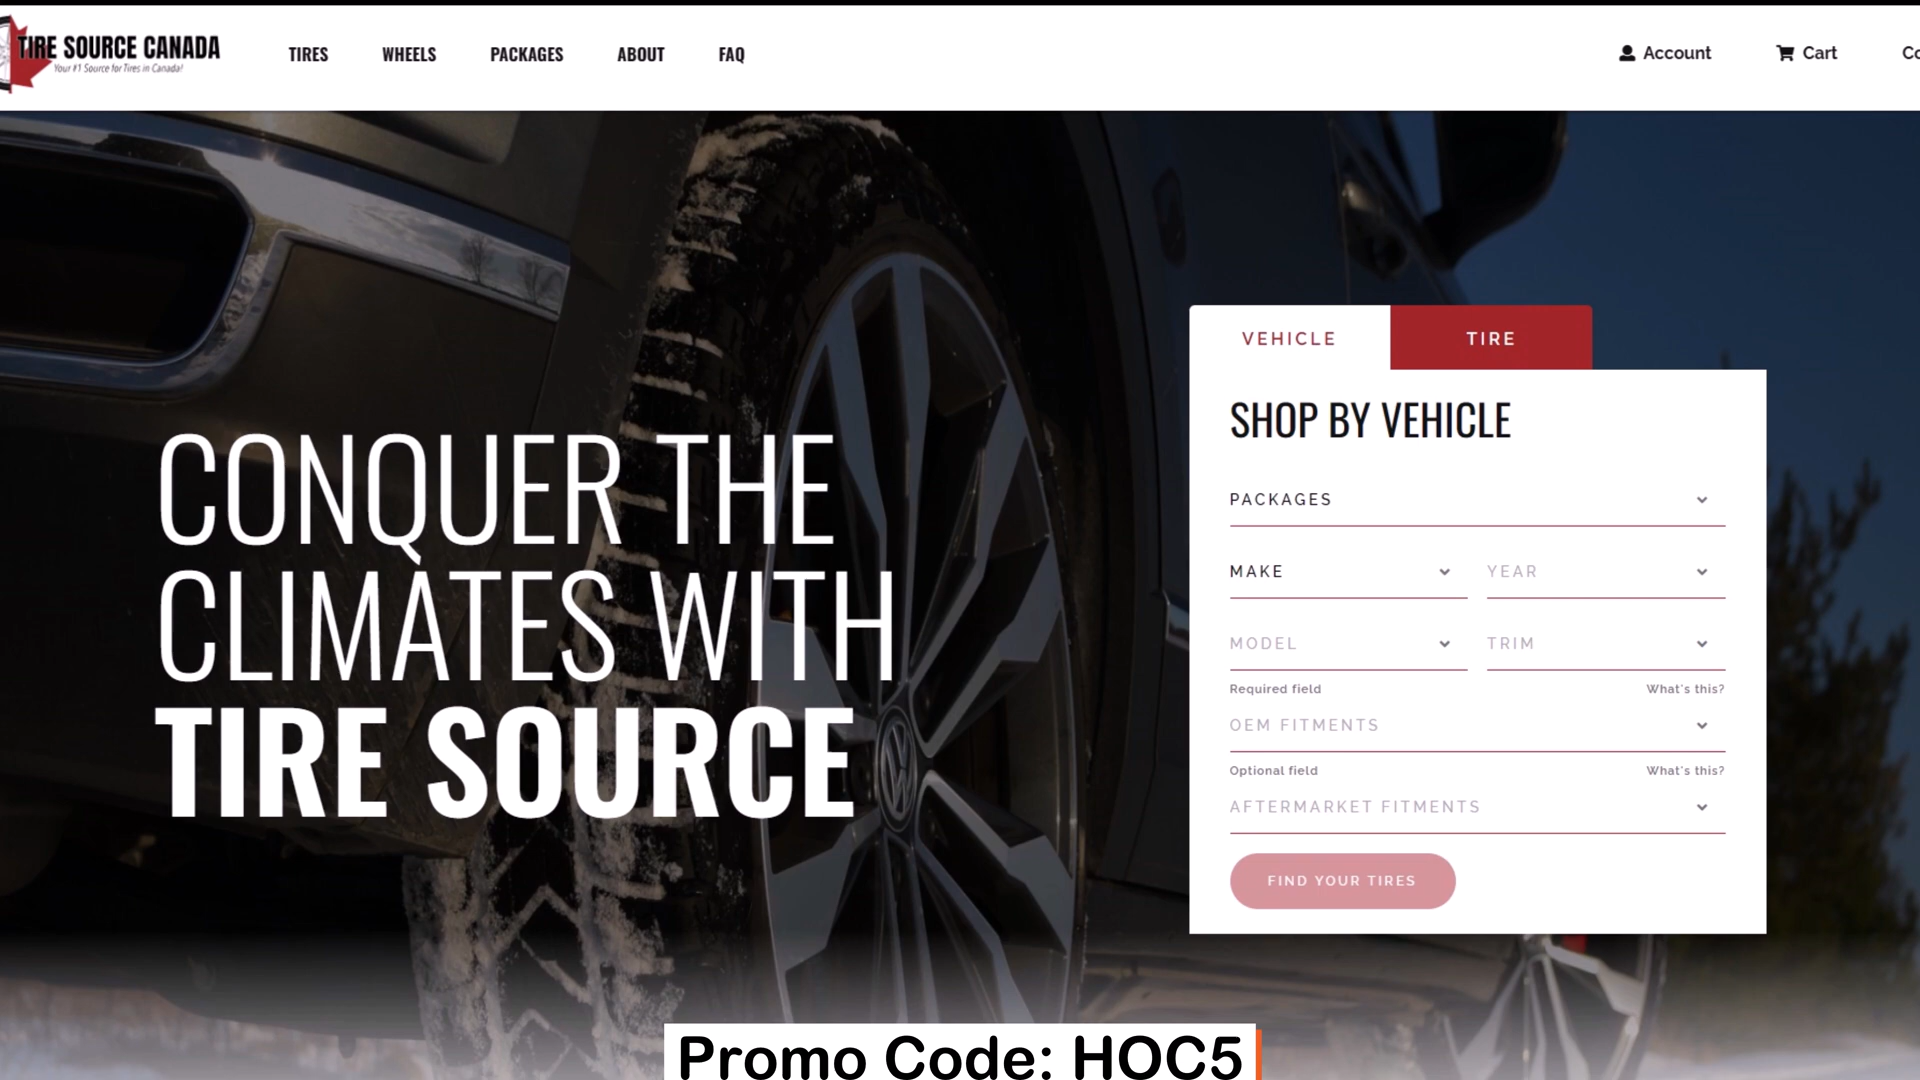 TIRE SOURCE CANADA
Your #1 Source for Tires in Canada!
TIRES
WHEELS
PACKAGES
ABOUT
FAQ
Account
Cart
VEHICLE
TIRE
CONQUER THE
CLIMATES WITH
TIRE SOURCE
SHOP BY VEHICLE
PACKAGES
MAKE
YEAR
MODEL
TRIM
Required field
What's this?
OEM FITMENTS
Optional field
What's this?
AFTERMARKET FITMENTS
FIND YOUR TIRES
Promo Code: HOC5